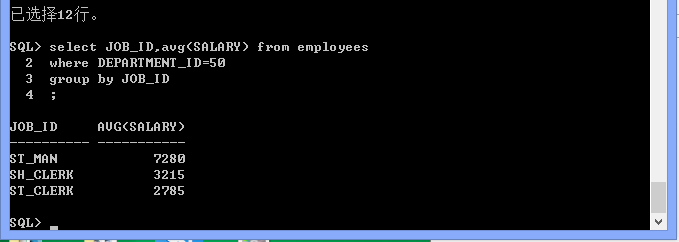 已选择12行。
SQL> select JOB_ID,avg(SALARY) from employees
  2  where DEPARTMENT_ID=50
  3  group by JOB_ID
  4  ;
JOB_ID     AVG(SALARY)
---------- -----------
ST_MAN            7280
SH_CLERK          3215
ST_CLERK          2785
SQL>